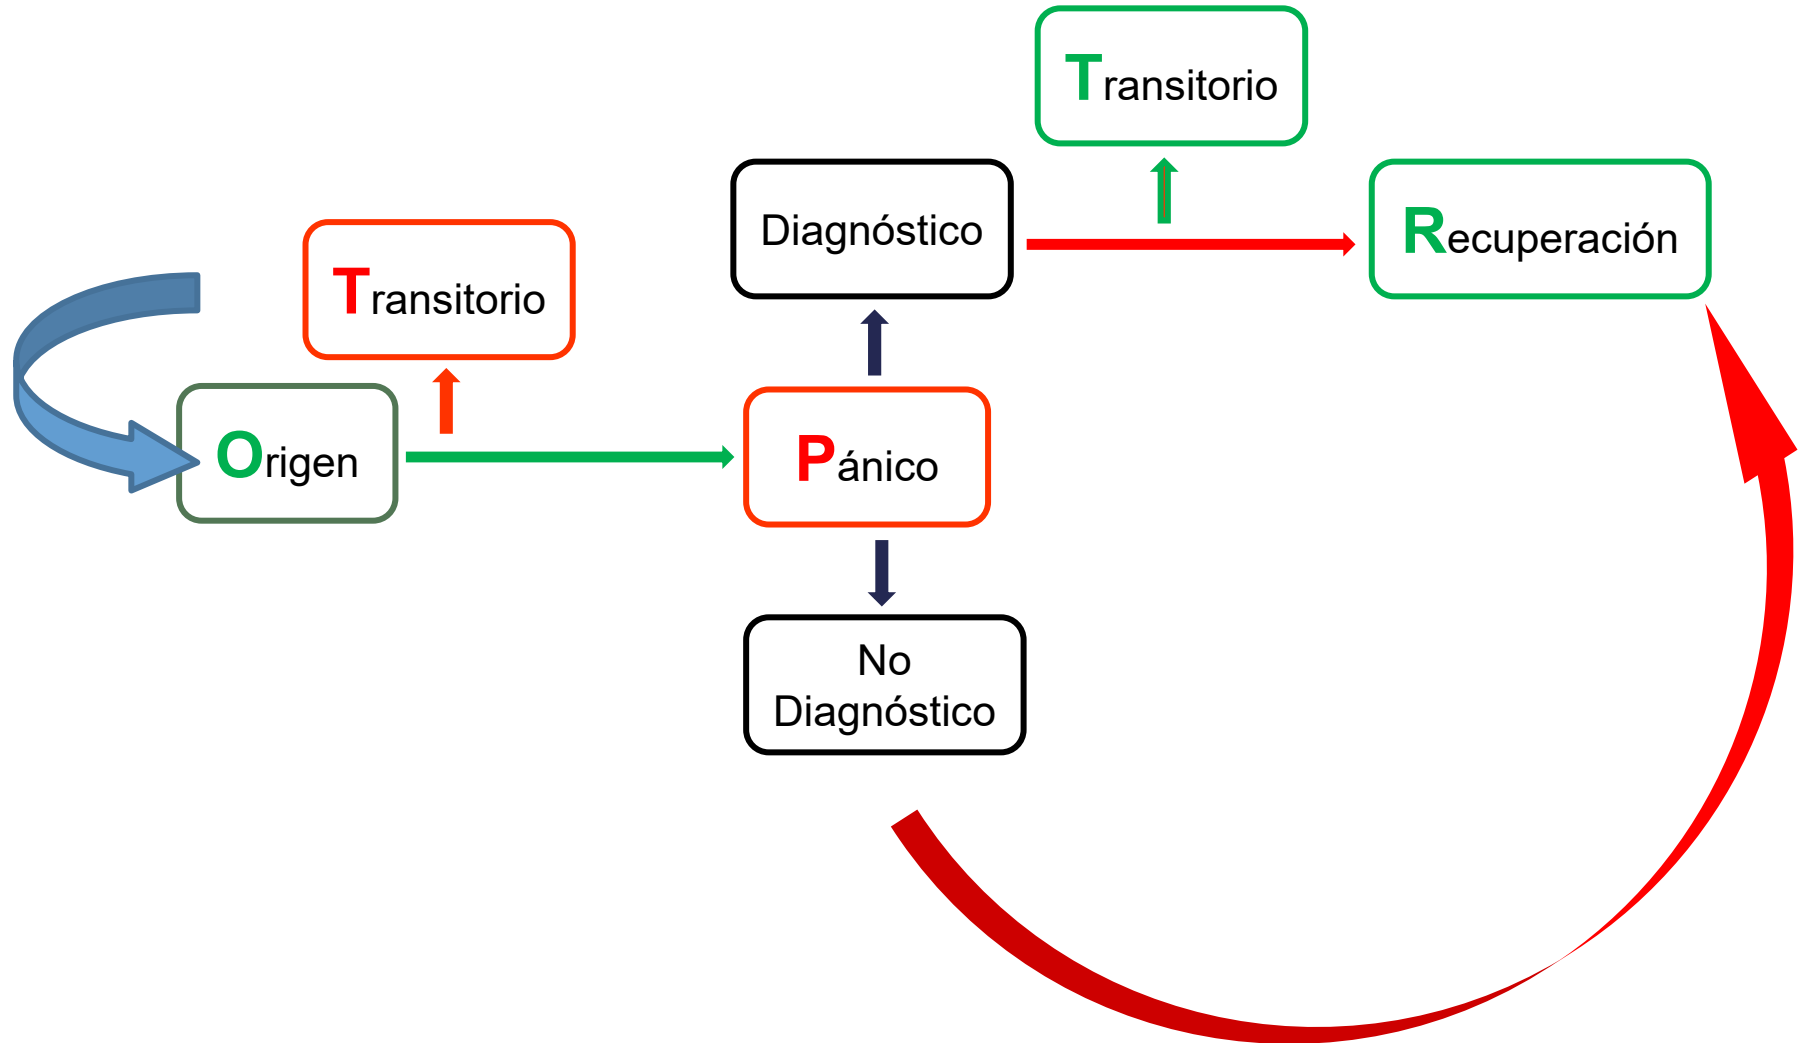 Transitorio
Diagnóstico
Recuperación
Transitorio
Origen
Pánico
No
Diagnóstico